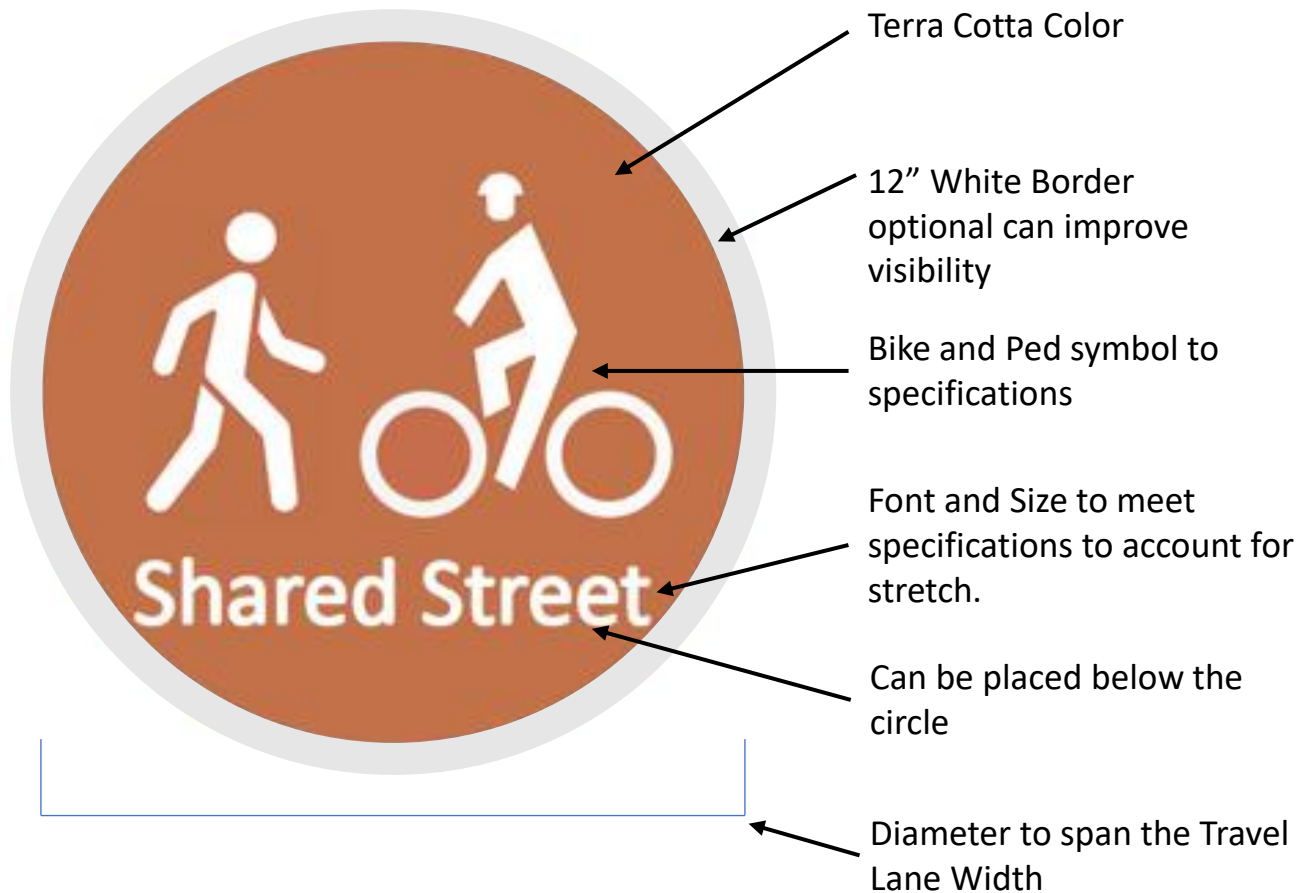 Terra Cotta Color
12” White Border
optional can improve
visibility
Bike and Ped symbol to
specifications
Font and Size to meet
specifications to account for
stretch.
Shared Street
Can be placed below the
circle
Diameter to span the Travel
Lane Width